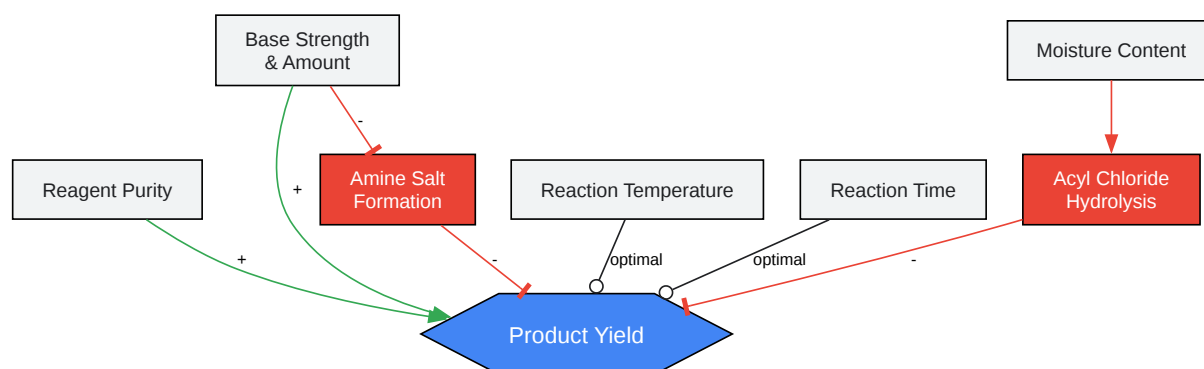 Base Strength
& Amount
Moisture Content
-
Reagent Purity
+
Amine Salt
Formation
Reaction Temperature
Reaction Time
Acyl Chloride
Hydrolysis
+
-
optimal
optimal
-
Product Yield